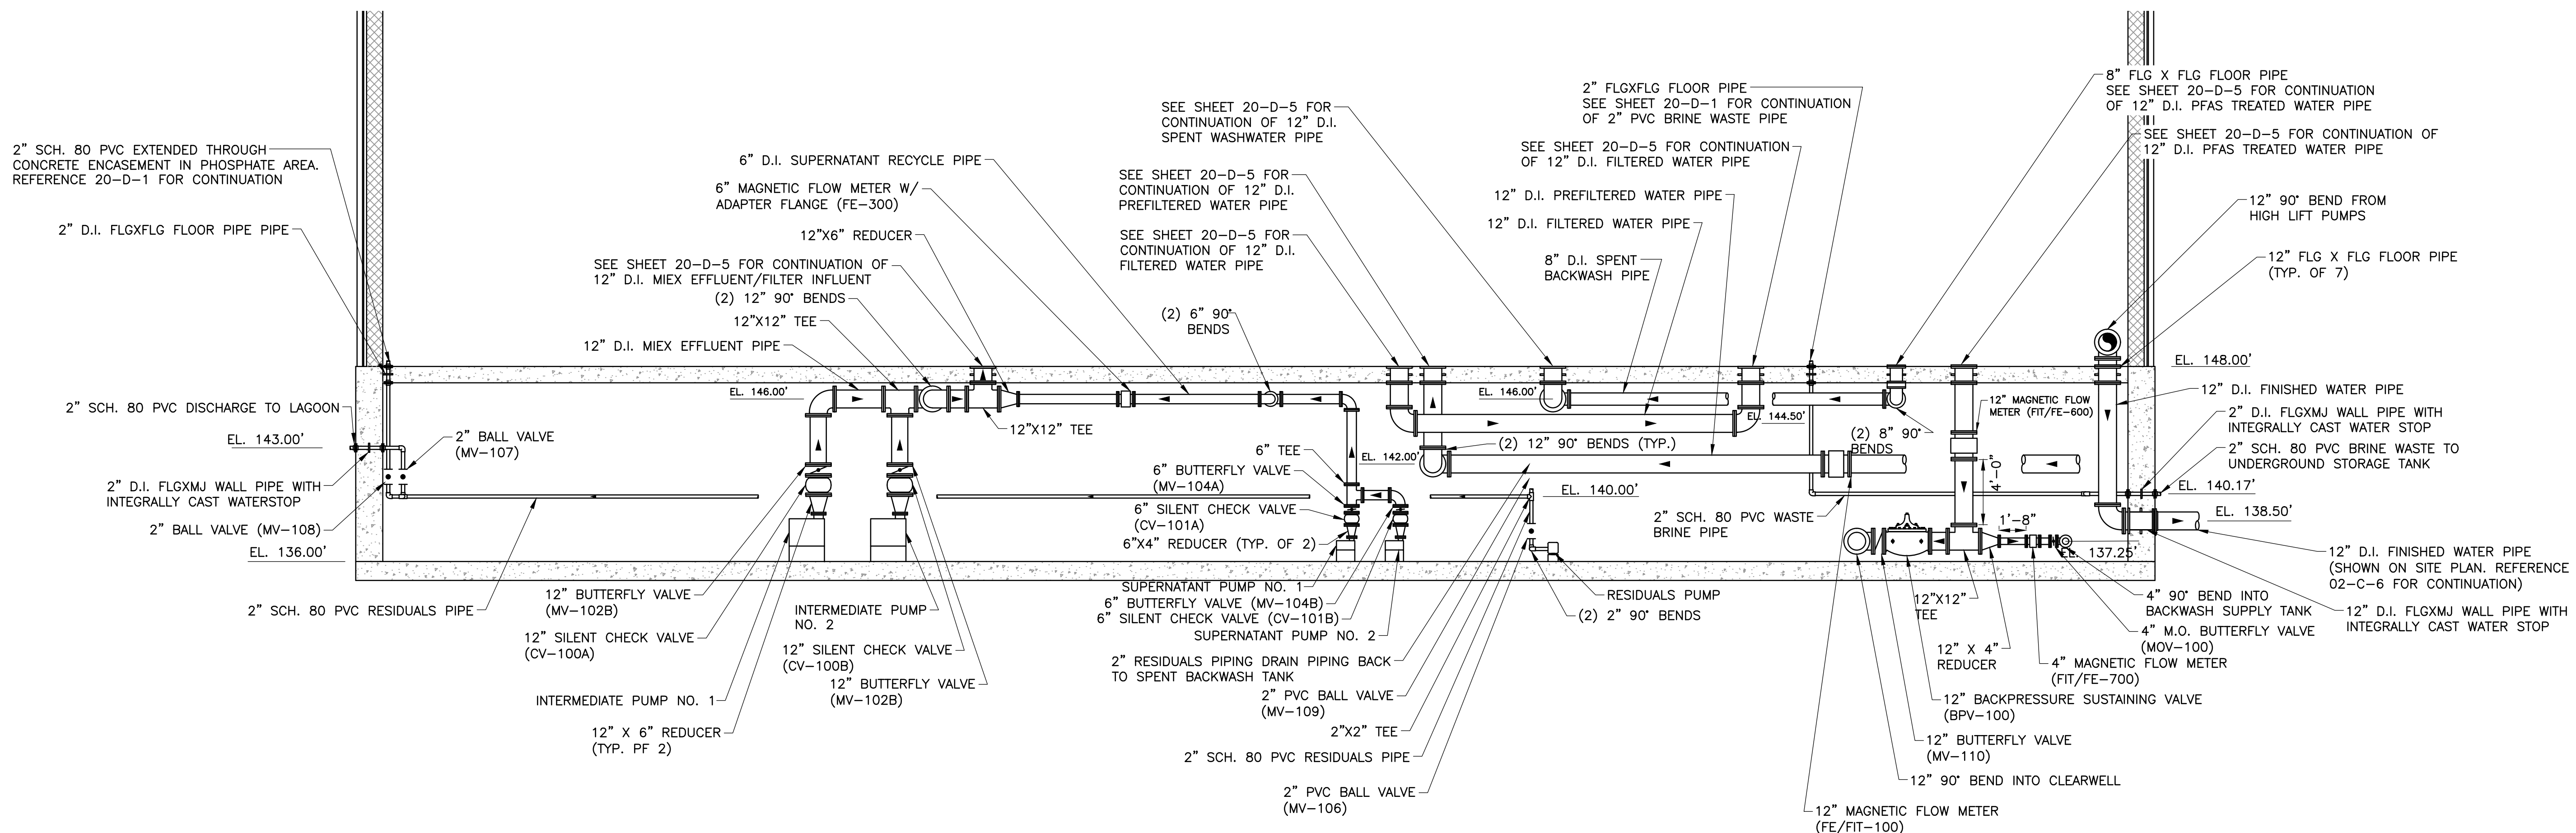 2" SCH. 80 PVC EXTENDED THROUGH
CONCRETE ENCASEMENT IN PHOSPHATE AREA.
REFERENCE 20-D-1 FOR CONTINUATION
2" D.I. FLGXFLG FLOOR PIPE PIPE
2" SCH. 80 PVC DISCHARGE TO LAGOON
EL. 143.00'
2" BALL VALVE
(MV-107)
2" D.I. FLGXMJ WALL PIPE WITH
INTEGRALLY CAST WATERSTOP
2" BALL VALVE (MV-108)
EL. 136.00'
2" SCH. 80 PVC RESIDUALS PIPE
6" D.I. SUPERNATANT RECYCLE PIPE
6" MAGNETIC FLOW METER W/
ADAPTER FLANGE (FE-300)
12"X6" REDUCER
SEE SHEET 20-D-5 FOR CONTINUATION OF
12" D.I. MIEX EFFLUENT/FILTER INFLUENT
(2) 12" 90° BENDS
12"X12" TEE
12" D.I. MIEX EFFLUENT PIPE
EL. 146.00'
12"X12" TEE
(2) 6" 90°
BENDS
12" BUTTERFLY VALVE
(MV-102B)
12" SILENT CHECK VALVE
(CV-100A)
INTERMEDIATE PUMP NO. 1
12" X 6" REDUCER
(TYP. PF 2)
INTERMEDIATE PUMP
NO. 2
12" SILENT CHECK VALVE
(CV-100B)
12" BUTTERFLY VALVE
(MV-102B)
SEE SHEET 20-D-5 FOR
CONTINUATION OF 12" D.I.
SPENT WASHWATER PIPE
SEE SHEET 20-D-5 FOR
CONTINUATION OF 12" D.I.
PREFILTERED WATER PIPE
SEE SHEET 20-D-5 FOR
CONTINUATION OF 12" D.I.
FILTERED WATER PIPE
6" TEE
6" BUTTERFLY VALVE
(MV-104A)
6" SILENT CHECK VALVE
(CV-101A)
6"X4" REDUCER (TYP. OF 2)
SUPERNATANT PUMP NO. 1
6" BUTTERFLY VALVE (MV-104B)
6" SILENT CHECK VALVE (CV-101B)
SUPERNATANT PUMP NO. 2
2" RESIDUALS PIPING DRAIN PIPING BACK
TO SPENT BACKWASH TANK
2" PVC BALL VALVE
(MV-109)
2"X2" TEE
2" SCH. 80 PVC RESIDUALS PIPE
2" PVC BALL VALVE
(MV-106)
2" FLGXFLG FLOOR PIPE
SEE SHEET 20-D-1 FOR CONTINUATION
OF 2" PVC BRINE WASTE PIPE
SEE SHEET 20-D-5 FOR CONTINUATION
OF 12" D.I. FILTERED WATER PIPE
12" D.I. PREFILTERED WATER PIPE
12" D.I. FILTERED WATER PIPE
8" D.I. SPENT
BACKWASH PIPE
EL. 146.00'
EL. 144.50'
EL. 142.00'
(2) 12" 90° BENDS (TYP.)
(2) 8" 90°
BENDS
EL. 140.00'
2" SCH. 80 PVC WASTE
BRINE PIPE
RESIDUALS PUMP
(2) 2" 90° BENDS
8" FLG X FLG FLOOR PIPE
SEE SHEET 20-D-5 FOR CONTINUATION
OF 12" D.I. PFAS TREATED WATER PIPE
SEE SHEET 20-D-5 FOR CONTINUATION OF
12" D.I. PFAS TREATED WATER PIPE
12" 90° BEND FROM
HIGH LIFT PUMPS
12" FLG X FLG FLOOR PIPE
(TYP. OF 7)
EL. 148.00'
12" D.I. FINISHED WATER PIPE
12" MAGNETIC FLOW
METER (FIT/FE-600)
2" D.I. FLGXMJ WALL PIPE WITH
INTEGRALLY CAST WATER STOP
2" SCH. 80 PVC BRINE WASTE TO
UNDERGROUND STORAGE TANK
4'-0"
EL. 140.17'
EL. 138.50'
1'-8"
EL. 137.25'
12" D.I. FINISHED WATER PIPE
(SHOWN ON SITE PLAN. REFERENCE
02-C-6 FOR CONTINUATION)
12"X12"
TEE
4" 90° BEND INTO
BACKWASH SUPPLY TANK
12" D.I. FLGXMJ WALL PIPE WITH
INTEGRALLY CAST WATER STOP
4" M.O. BUTTERFLY VALVE
(MOV-100)
12" X 4"
REDUCER
4" MAGNETIC FLOW METER
(FIT/FE-700)
12" BACKPRESSURE SUSTAINING VALVE
(BPV-100)
12" BUTTERFLY VALVE
(MV-110)
12" 90° BEND INTO CLEARWELL
12" MAGNETIC FLOW METER
(FE/FIT-100)